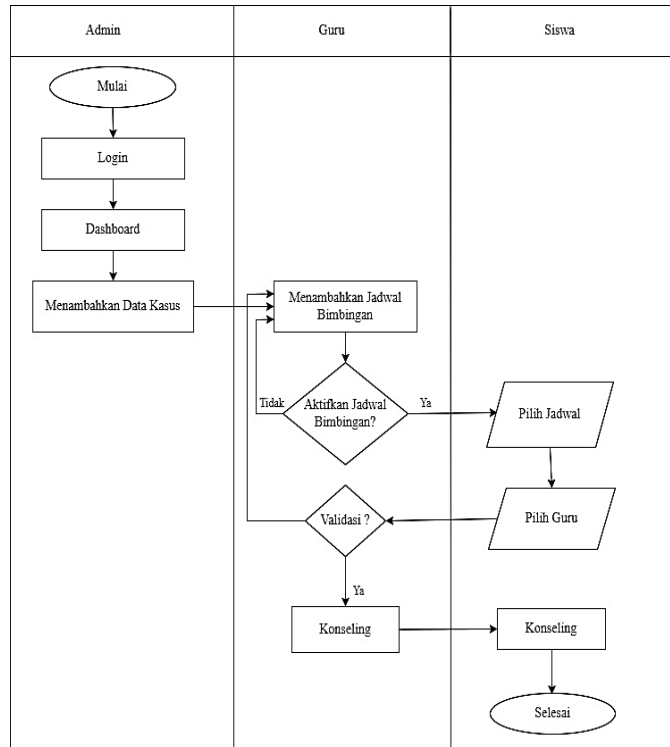 Admin
Guru
Siswa
Mulai
Login
Dashboard
Menambahkan Data Kasus
Menambahkan Jadwal
Bimbingan
Tidak
Aktifkan Jadwal
Bimbingan?
Ya
Pilih Jadwal
Pilih Guru
Validasi ?
Ya
Konseling
Konseling
Selesai